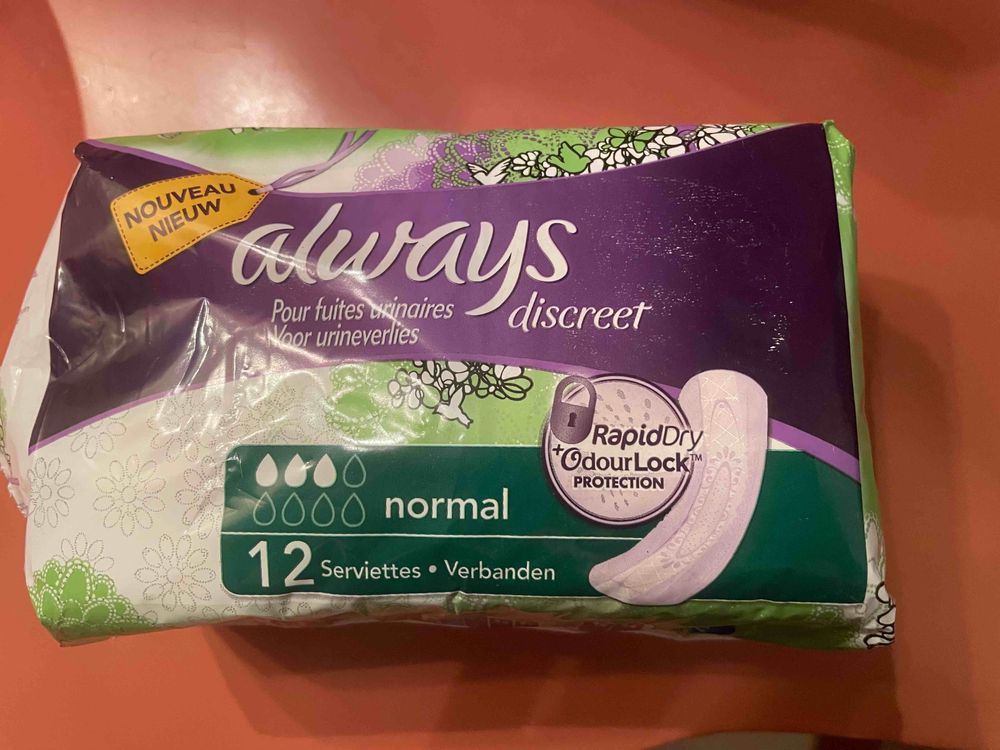 NOUVEAU
NIEUW
always
discreet
Pour fuites urinaires
Voor urineverlies
RapidDry
+OdourLock™
PROTECTION
normal
12 Serviettes • Verbanden